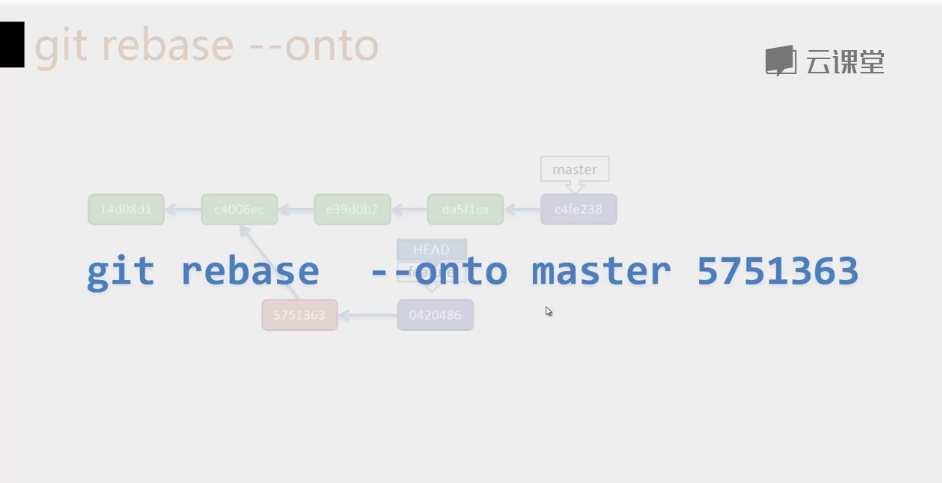 git rebase --onto
云课堂
master
14d08d1 c4006ec e39d0b2 da5f1ca c4fe238
HEAD
git rebase --onto master 5751363
5751363 0420486